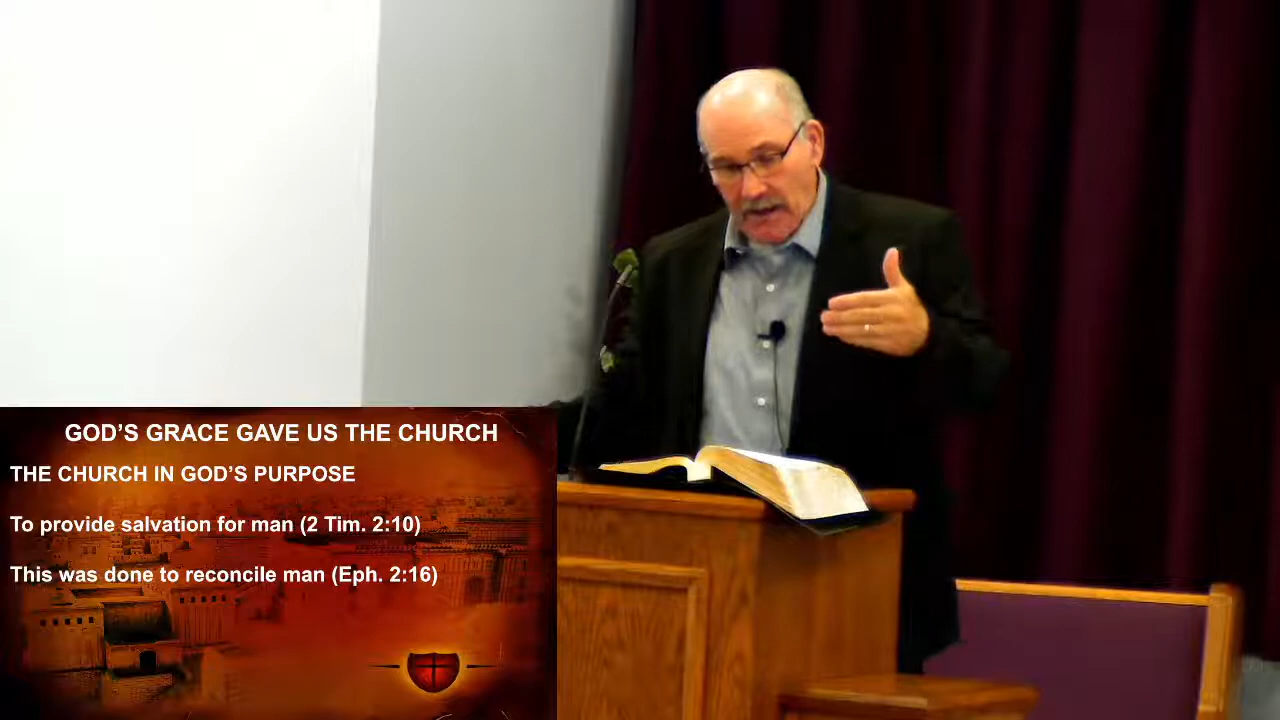 GOD'S GRACE GAVE US THE CHURCH
THE CHURCH IN GOD'S PURPOSE
To provide salvation for man (2 Tim. 2:10)
This was done to reconcile man (Eph. 2:16)